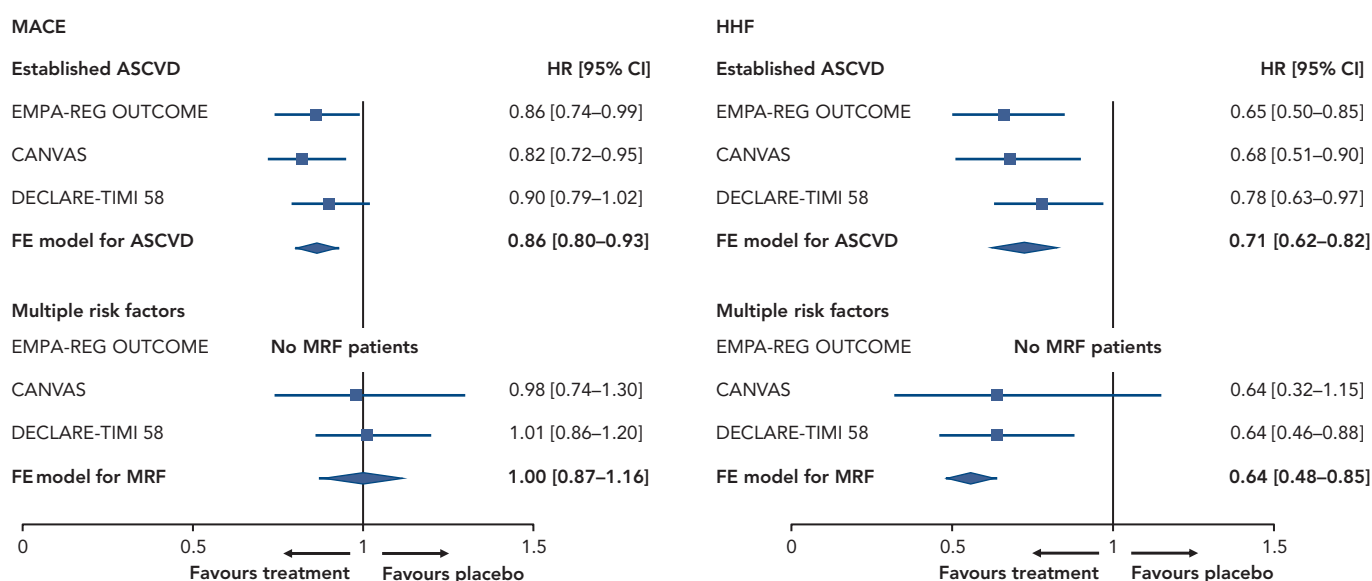 MACE
Established ASCVD HR [95% CI]
EMPA-REG OUTCOME 0.86 [0.74–0.99]
CANVAS 0.82 [0.72–0.95]
DECLARE-TIMI 58 0.90 [0.79–1.02]
FE model for ASCVD 0.86 [0.80–0.93]
Multiple risk factors
EMPA-REG OUTCOME No MRF patients
CANVAS 0.98 [0.74–1.30]
DECLARE-TIMI 58 1.01 [0.86–1.20]
FE model for MRF 1.00 [0.87–1.16]
0 0.5 1 1.5
Favours treatment Favours placebo
HHF
Established ASCVD HR [95% CI]
EMPA-REG OUTCOME 0.65 [0.50–0.85]
CANVAS 0.68 [0.51–0.90]
DECLARE-TIMI 58 0.78 [0.63–0.97]
FE model for ASCVD 0.71 [0.62–0.82]
Multiple risk factors
EMPA-REG OUTCOME No MRF patients
CANVAS 0.64 [0.32–1.15]
DECLARE-TIMI 58 0.64 [0.46–0.88]
FE model for MRF 0.64 [0.48–0.85]
0 0.5 1 1.5
Favours treatment Favours placebo